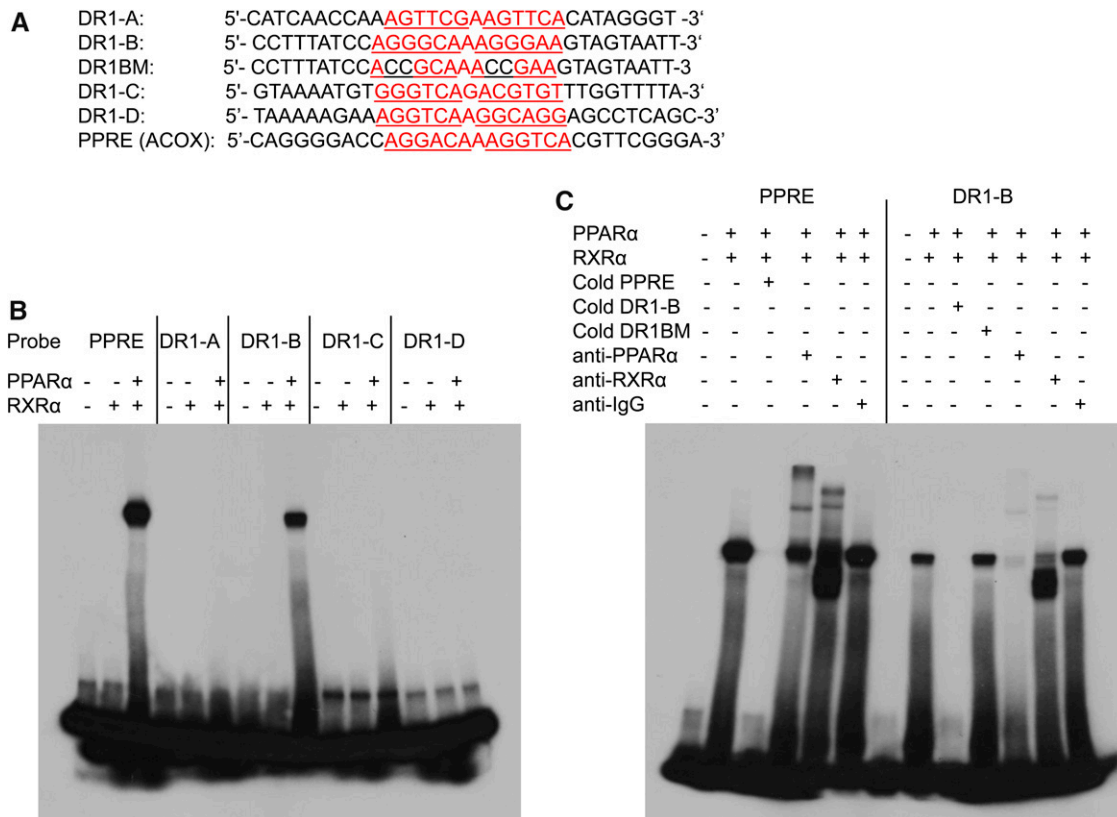 A
DR1-A: 5'-CATCAACCAAAGTTCGAAGTTCACATAGGGT -3‘
DR1-B: 5'- CCTTTATCCAGGGCAAAGGGAAGTAGTAATT-3‘
DR1BM: 5'- CCTTTATCCACCGCAAACCGAAGTAGTAATT-3
DR1-C: 5'- GTAAAATGTGGGTCAGACGTGTTTGGTTTTA-3‘
DR1-D: 5’- TAAAAAGAAAGGTCAAGGCAGGAGCCTCAGC-3’
PPRE (ACOX): 5’-CAGGGGACCAGGACAAAGGTCACGTTCGGGA-3’
B
Probe PPRE DR1-A DR1-B DR1-C DR1-D
PPARα - - + - - + - - + - - + - - +
RXRα - + + - + + - + + - + + - + +
C
PPRE DR1-B
PPARα - + + + + + - + + + + + +
RXRα - + + + + + - + + + + + +
Cold PPRE - - + - - - - - - - - - -
Cold DR1-B - - - - - - - - + - - - -
Cold DR1BM - - - - - - - - - + - - -
anti-PPARα - - - + - - - - - - + - -
anti-RXRα - - - - + - - - - - - + -
anti-IgG - - - - - + - - - - - - +